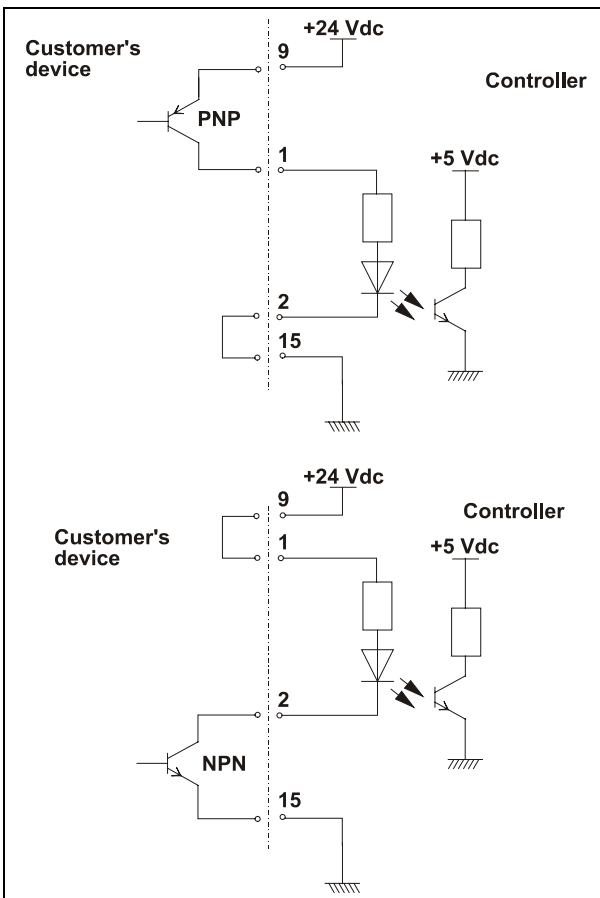 +24 Vdc
Customer's
device
9
Controller
PNP
1
+5 Vdc
2
15
+24 Vdc
9
Controller
Customer's
device
1
+5 Vdc
2
NPN
15